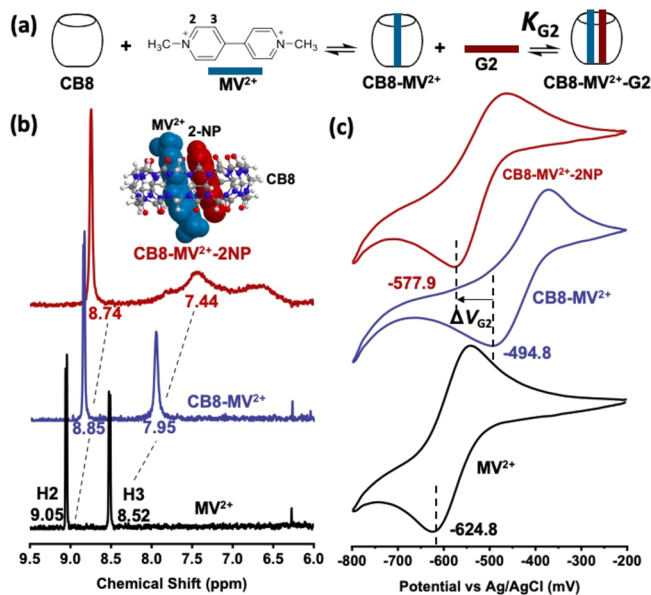 (a)
2 3
H₃C-N⁺
N⁺-CH₃
+
K_G2
CB8
MV²⁺
CB8-MV²⁺
+
G2
CB8-MV²⁺-G2
(b)
MV²⁺
2-NP
CB8
CB8-MV²⁺-2NP
8.74
7.44
CB8-MV²⁺
8.85
7.95
H2
9.05
H3
8.52
MV²⁺
9.5 9.0 8.5 8.0 7.5 7.0 6.5 6.0
Chemical Shift (ppm)
(c)
CB8-MV²⁺-2NP
-577.9
CB8-MV²⁺
ΔV_G2
-494.8
MV²⁺
-624.8
-800 -700 -600 -500 -400 -300 -200
Potential vs Ag/AgCl (mV)